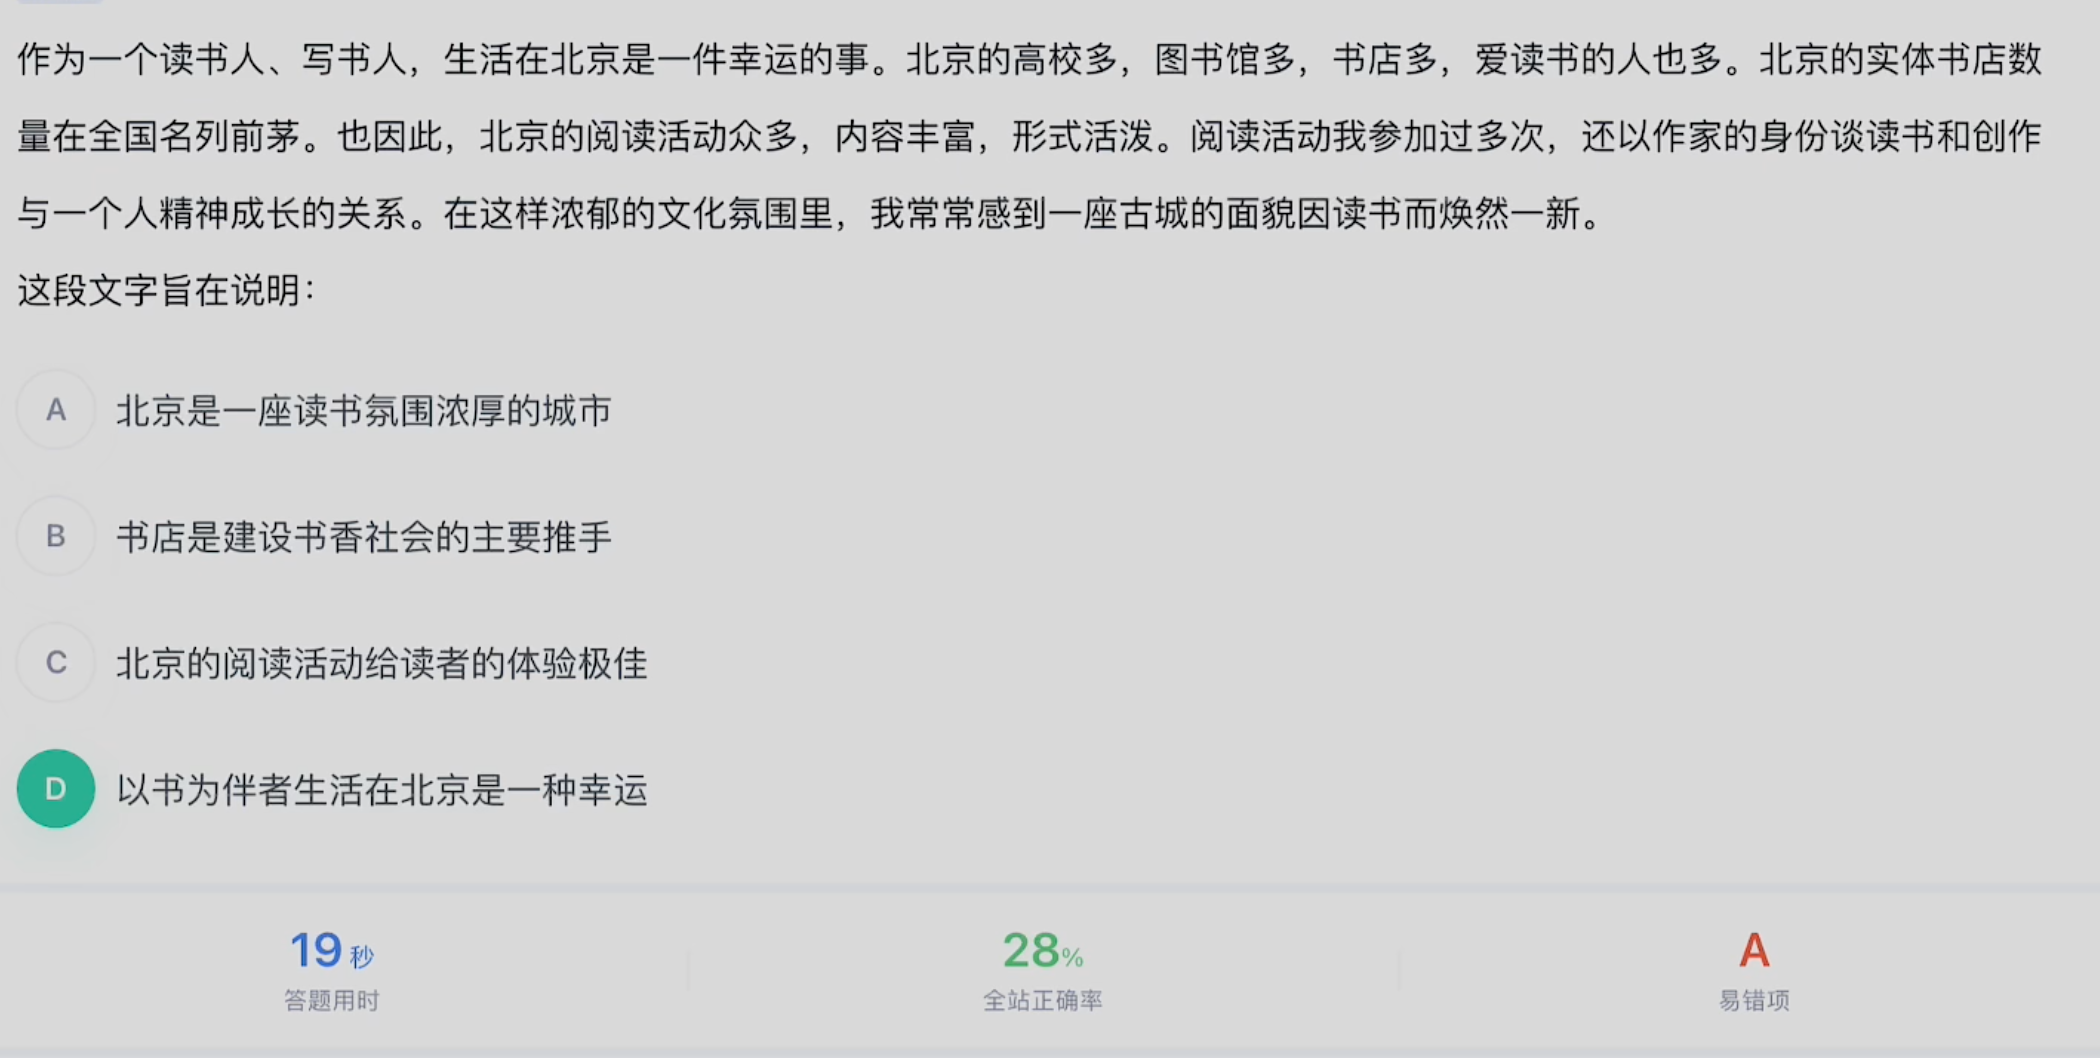 作为一个读书人、写书人，生活在北京是一件幸运的事。北京的高校多，图书馆多，书店多，爱读书的人也多。北京的实体书店数
量在全国名列前茅。也因此，北京的阅读活动众多，内容丰富，形式活泼。阅读活动我参加过多次，还以作家的身份谈读书和创作
与一个人精神成长的关系。在这样浓郁的文化氛围里，我常常感到一座古城的面貌因读书而焕然一新。
这段文字旨在说明：
A 北京是一座读书氛围浓厚的城市
B 书店是建设书香社会的主要推手
C 北京的阅读活动给读者的体验极佳
D 以书为伴者生活在北京是一种幸运
19秒 28% A
答题用时 全站正确率 易错项